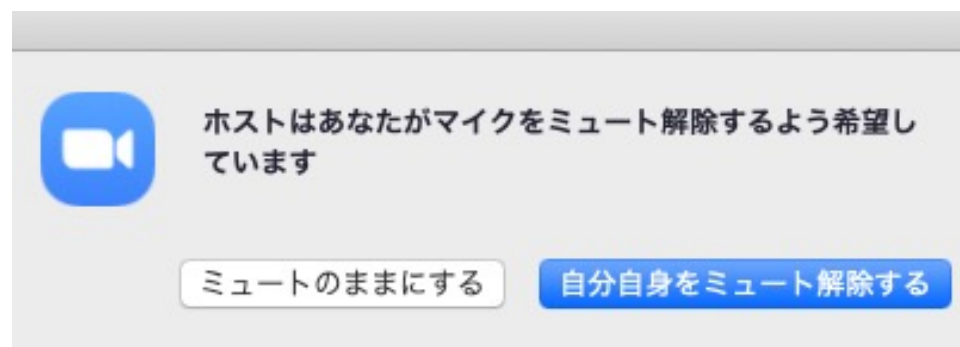 ホストはあなたがマイクをミュート解除するよう希望し
ています
ミュートのままにする
自分自身をミュート解除する